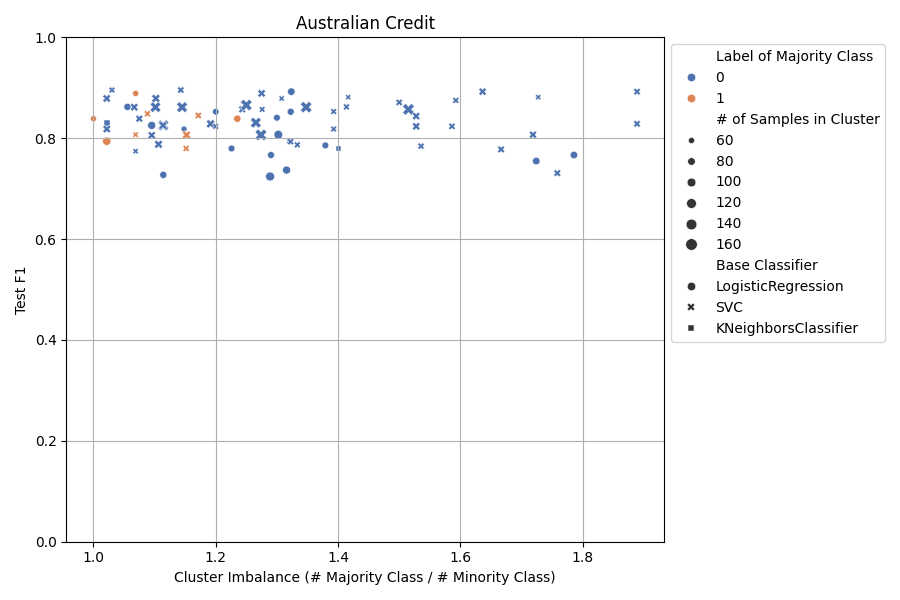 Australian Credit
1.0
0.8
0.6
0.4
0.2
0.0
Test F1
1.0
1.2
1.4
1.6
1.8
Cluster Imbalance (# Majority Class / # Minority Class)
Label of Majority Class
0
1
# of Samples in Cluster
60
80
100
120
140
160
Base Classifier
LogisticRegression
SVC
KNeighborsClassifier